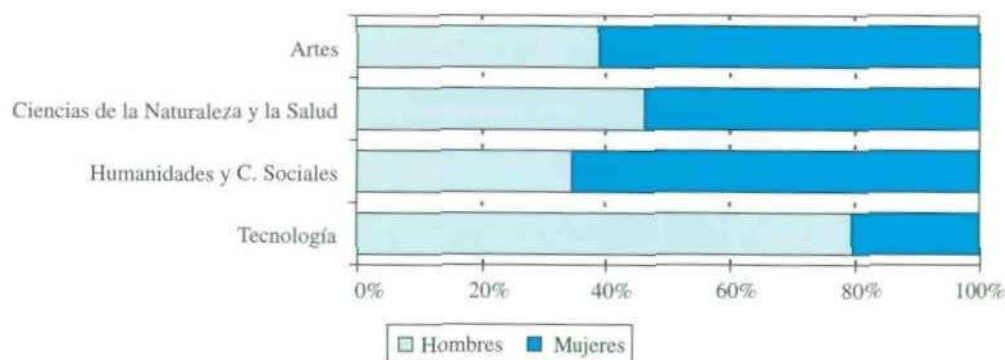 Artes
Ciencias de la Naturaleza y la Salud
Humanidades y C. Sociales
Tecnología
0% 20% 40% 60% 80% 100%
Hombres Mujeres